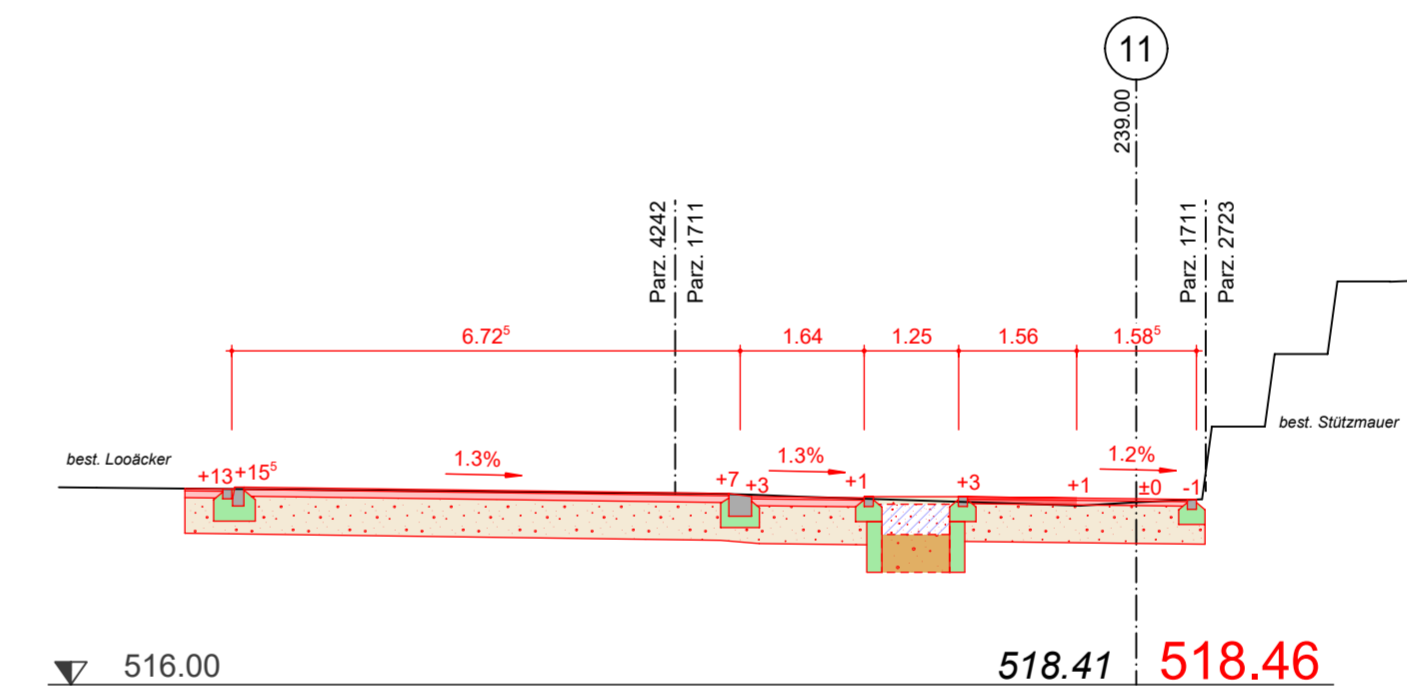 11
239.00
Parz. 4242
Parz. 1711
Parz. 1711
Parz. 2723
6.72⁵ 1.64 1.25 1.56 1.58⁵
best. Stützmauer
best. Looäcker
1.3% 1.3% 1.2%
+13 +15⁵ +7 +3 +1 +3 +1 ±0 -1
516.00 518.41 518.46